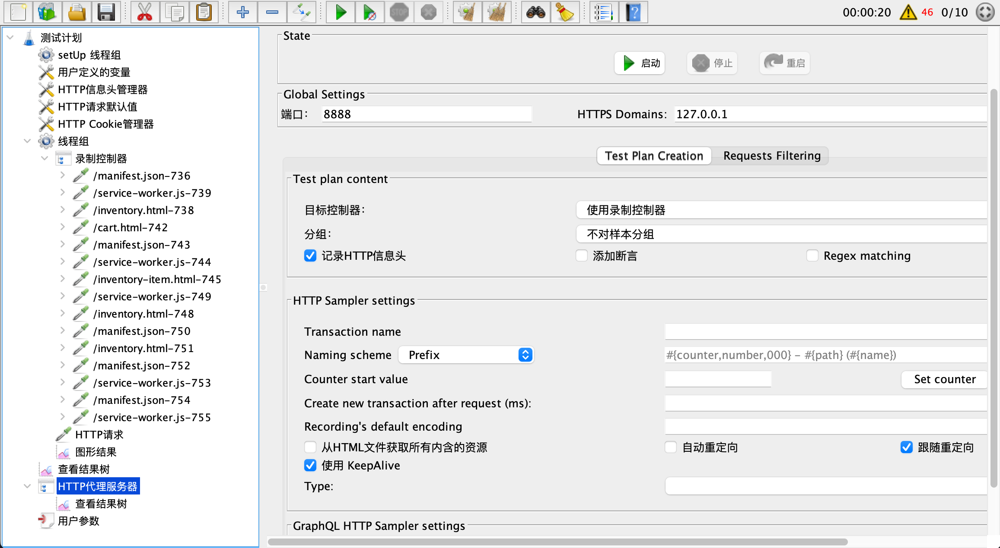 STOP
00:00:20 46 0/10
测试计划
setUp 线程组
用户定义的变量
HTTP信息头管理器
HTTP请求默认值
HTTP Cookie管理器
线程组
录制控制器
/manifest.json-736
/service-worker.js-739
/inventory.html-738
/cart.html-742
/manifest.json-743
/service-worker.js-744
/inventory-item.html-745
/service-worker.js-749
/inventory.html-748
/manifest.json-750
/inventory.html-751
/manifest.json-752
/service-worker.js-753
/manifest.json-754
/service-worker.js-755
HTTP请求
图形结果
查看结果树
HTTP代理服务器
查看结果树
用户参数
State
启动 停止 重启
Global Settings
端口： 8888 HTTPS Domains: 127.0.0.1
Test Plan Creation Requests Filtering
Test plan content
目标控制器： 使用录制控制器
分组： 不对样本分组
记录HTTP信息头 添加断言 Regex matching
HTTP Sampler settings
Transaction name
Naming scheme Prefix #{counter,number,000} - #{path} (#{name})
Counter start value Set counter
Create new transaction after request (ms):
Recording's default encoding
从HTML文件获取所有内含的资源 自动重定向 跟随重定向
使用 KeepAlive
Type:
GraphQL HTTP Sampler settings